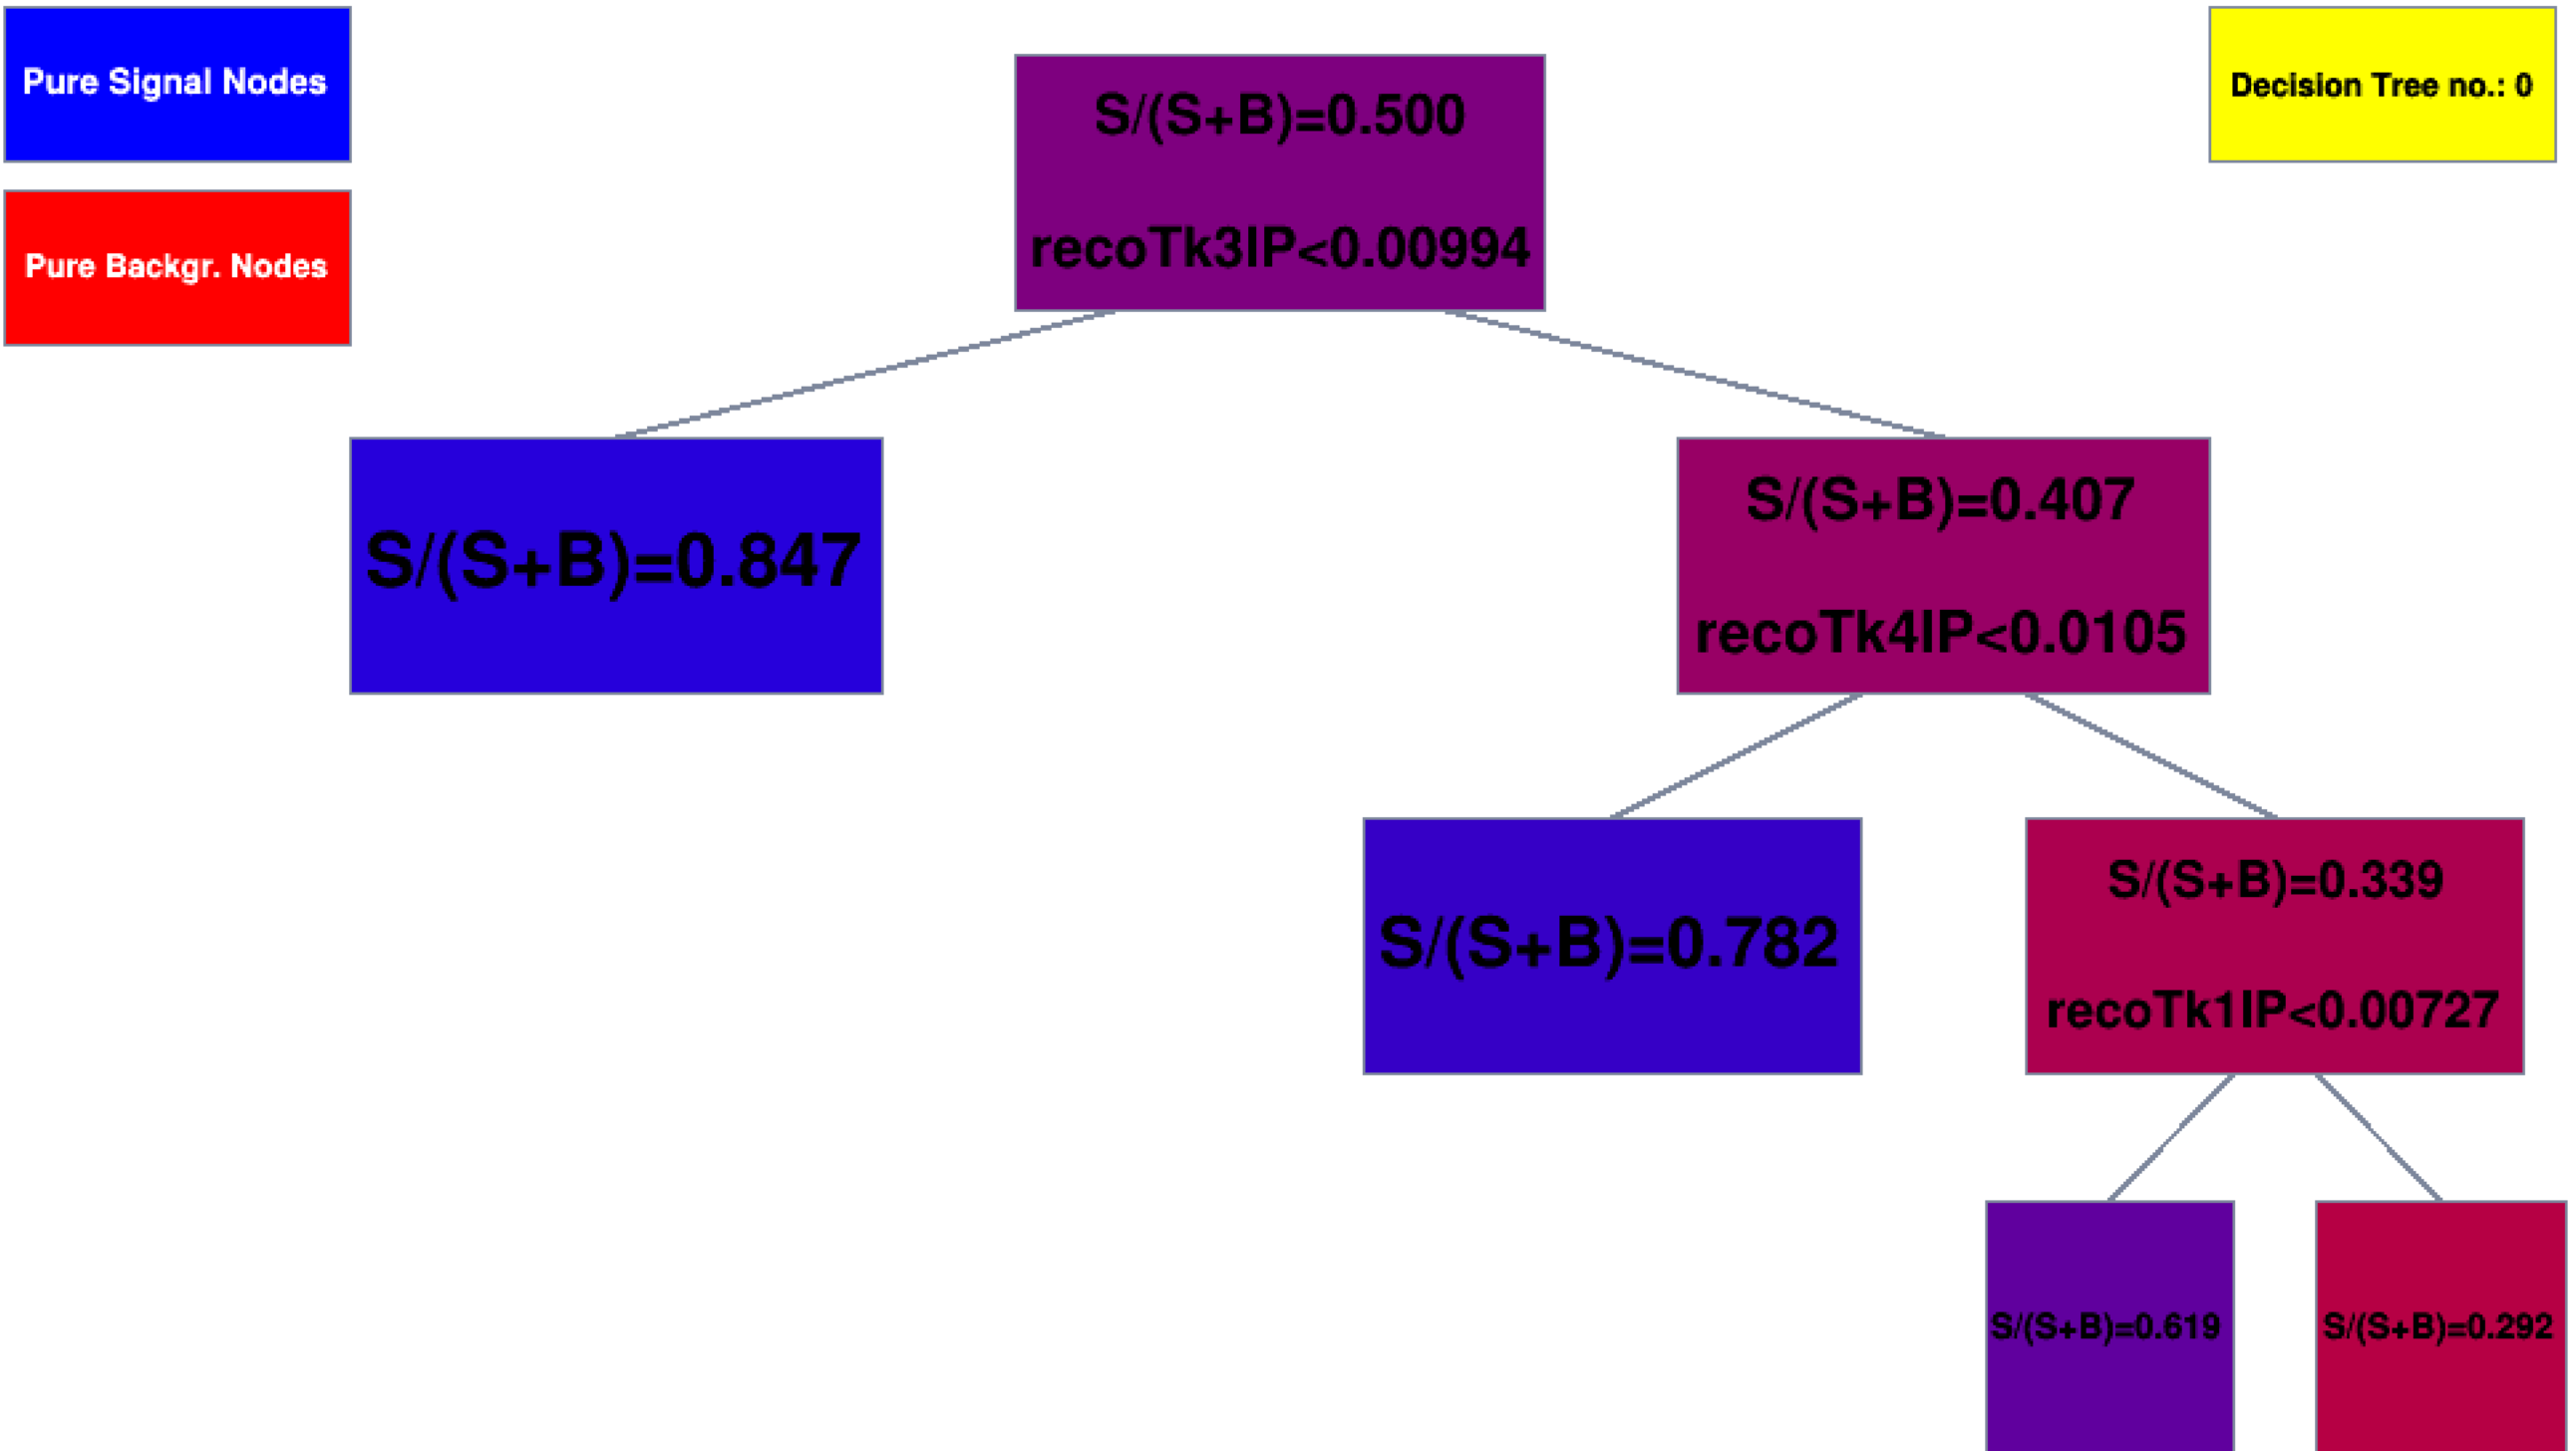 Pure Signal Nodes
Pure Backgr. Nodes
Decision Tree no.: 0
S/(S+B)=0.500
recoTk3IP<0.00994
S/(S+B)=0.847
S/(S+B)=0.407
recoTk4IP<0.0105
S/(S+B)=0.782
S/(S+B)=0.339
recoTk1IP<0.00727
S/(S+B)=0.619
S/(S+B)=0.292